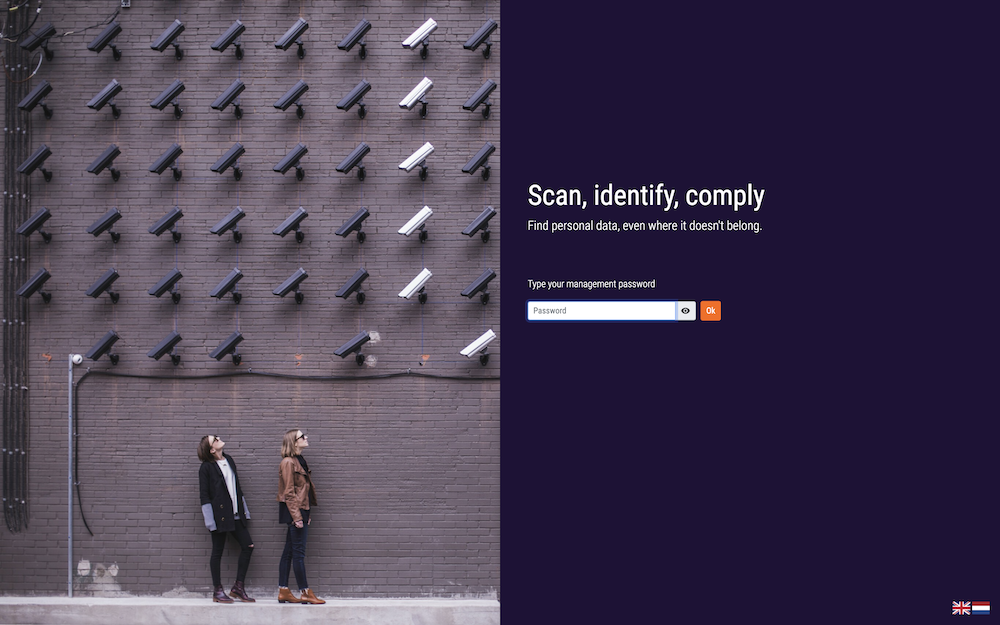 Scan, identify, comply
Find personal data, even where it doesn't belong.
Type your management password
Password
Ok